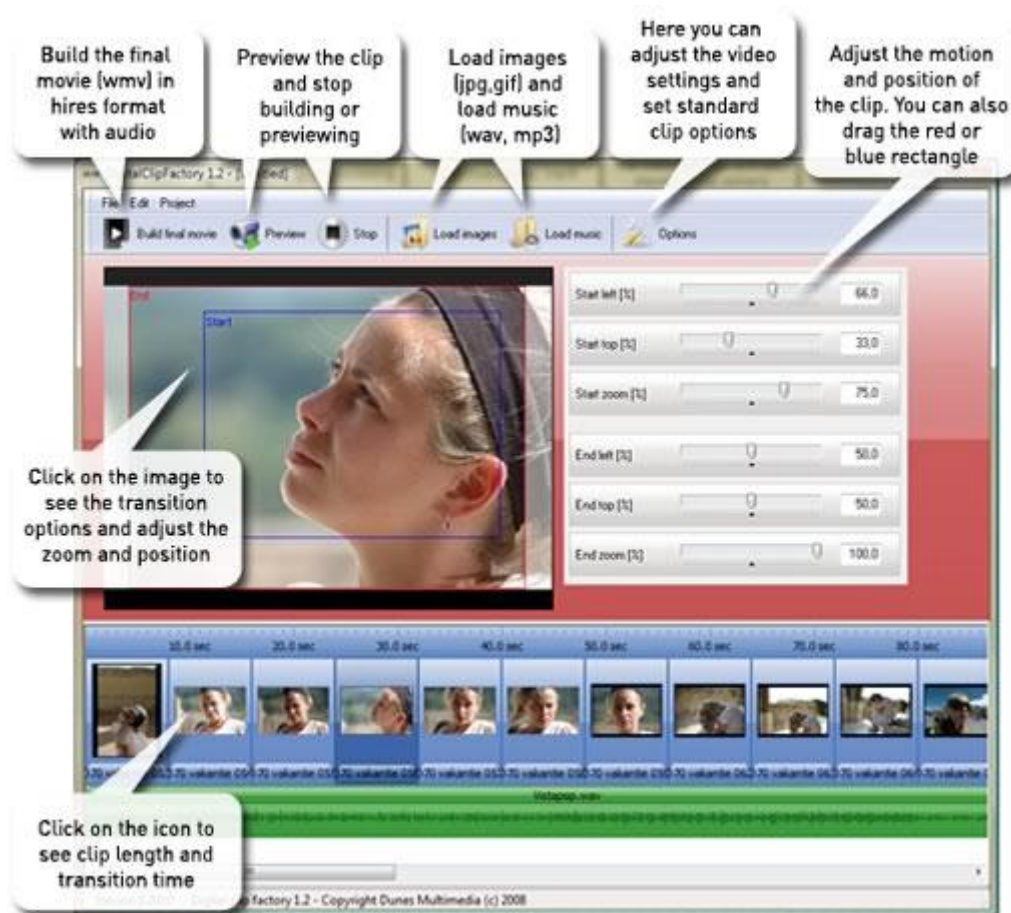 Build the final
movie (wmv) in
hires format
with audio
Preview the clip
and stop
building or
previewing
Load images
(jpg,gif) and
load music
(wav, mp3)
Here you can
adjust the video
settings and
set standard
clip options
Adjust the motion
and position of
the clip. You can also
drag the red or
blue rectangle
talClipFactory 1.2 - [Untitled]
File Edit Project
Build final movie Preview Stop Load images Load music Options
End
Start
Start left [%] 66,0
Start top [%] 33,0
Start zoom [%] 75,0
End left [%] 50,0
End top [%] 50,0
End zoom [%] 100,0
Click on the image to
see the transition
options and adjust the
zoom and position
10.0 sec 20.0 sec 30.0 sec 40.0 sec 50.0 sec 60.0 sec 70.0 sec 80.0 sec
Vistapop.wav
Click on the icon to
see clip length and
transition time
factory 1.2 - Copyright Dunes Multimedia (c) 2008